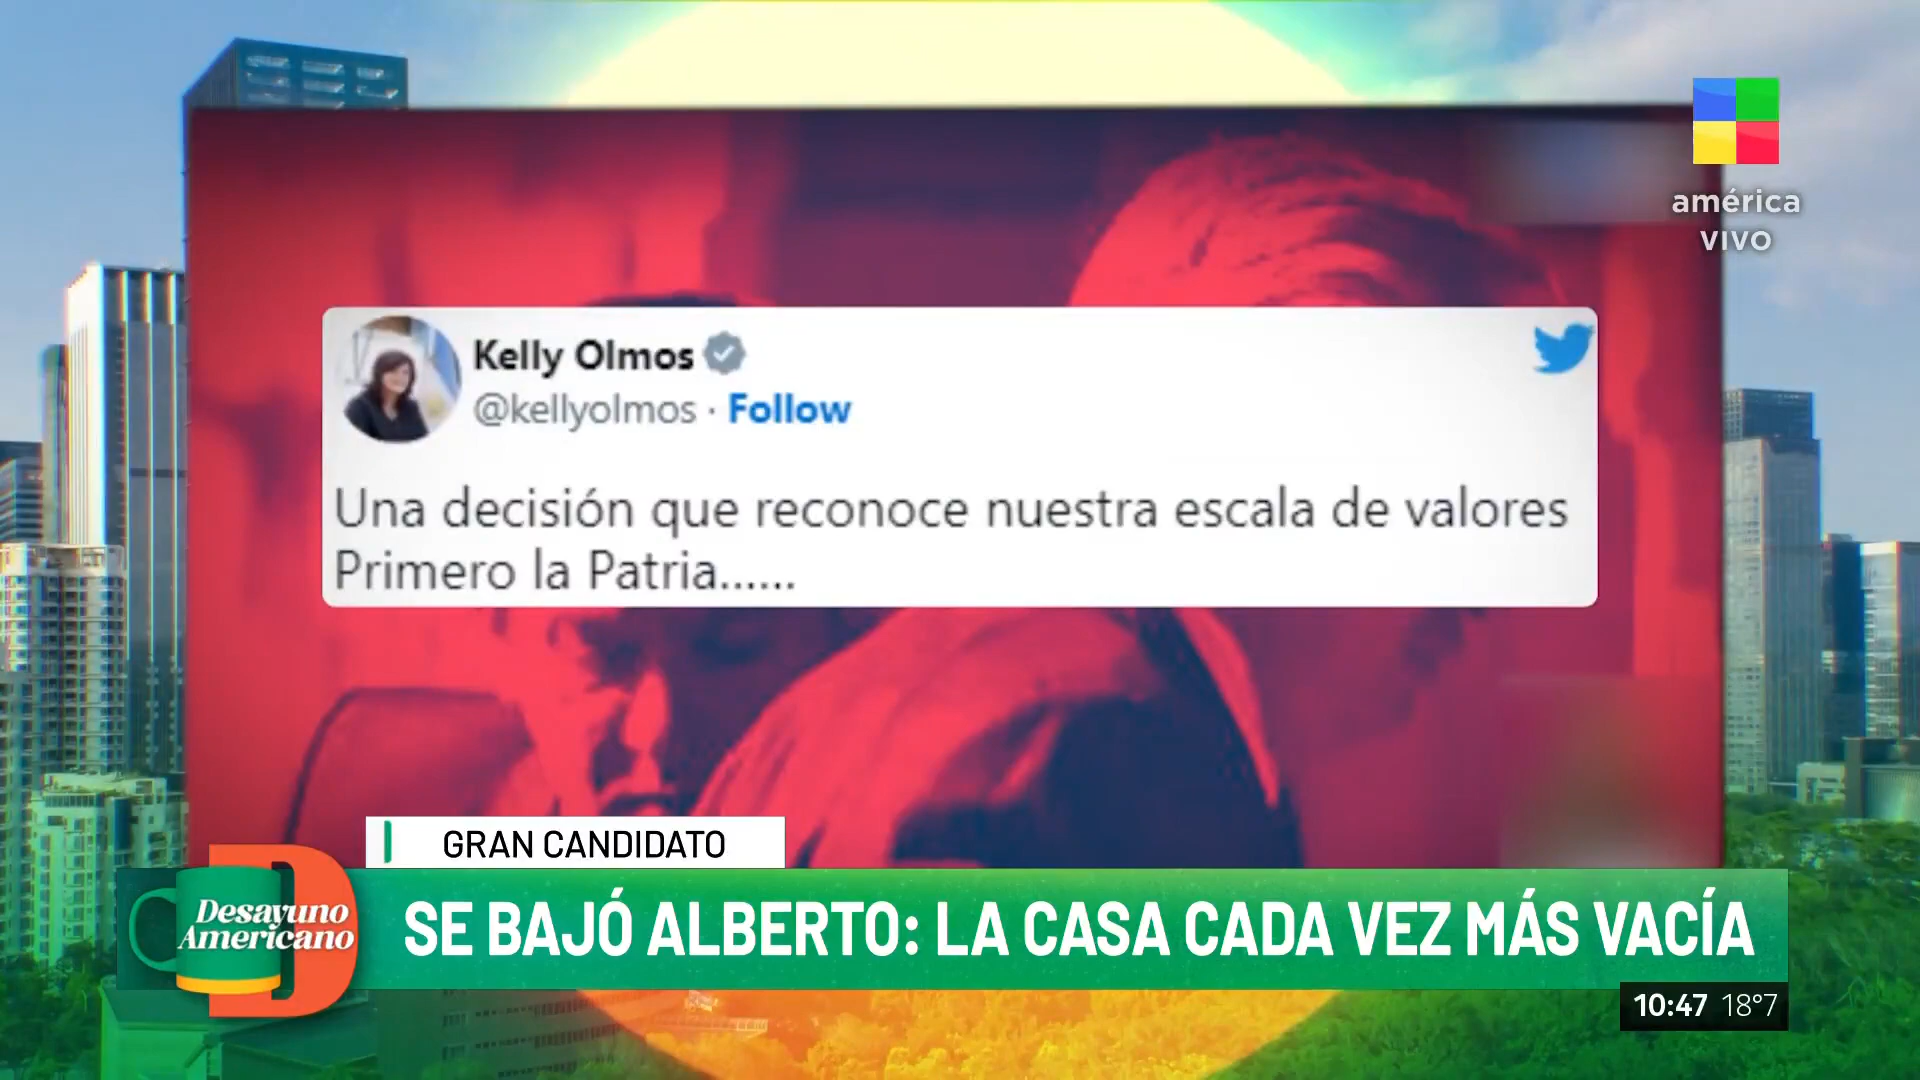 américa
VIVO
Kelly Olmos
@kellyolmos · Follow
Una decisión que reconoce nuestra escala de valores
Primero la Patria......
GRAN CANDIDATO
Desayuno
Americano
SE BAJÓ ALBERTO: LA CASA CADA VEZ MÁS VACÍA
10:47 18°7